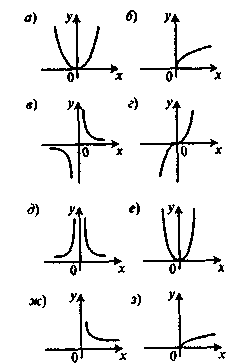 а) y 0 x б) y 0 x
в) y 0 x г) y 0 x
д) y 0 x е) y 0 x
ж) y 0 x з) y 0 x